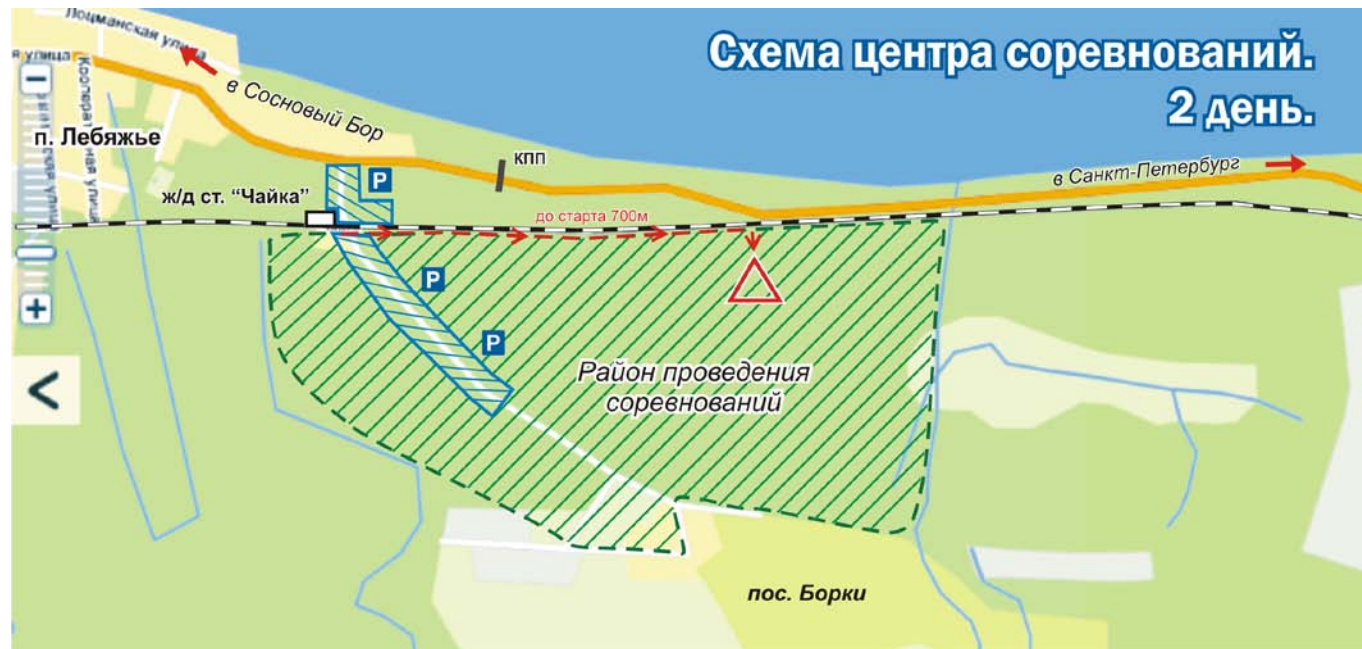 Схема центра соревнований.
2 день.
Лоцманская улица
я улица
в Сосновый Бор
п. Лебяжье
КПП
Р
в Санкт-Петербург
ж/д ст. “Чайка”
до старта 700м
Р
Р
Район проведения
соревнований
пос. Борки